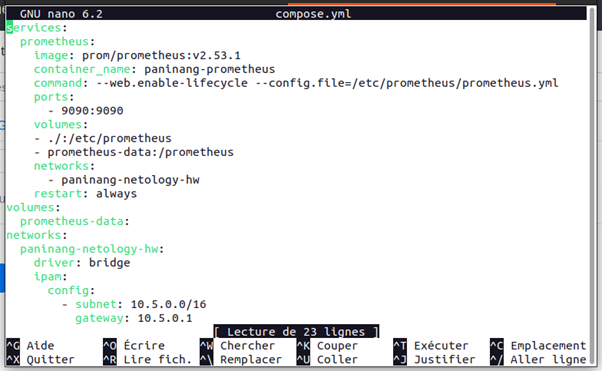 GNU nano 6.2 compose.yml
services:
  prometheus:
    image: prom/prometheus:v2.53.1
    container_name: paninang-prometheus
    command: --web.enable-lifecycle --config.file=/etc/prometheus/prometheus.yml
    ports:
      - 9090:9090
    volumes:
    - ./:/etc/prometheus
    - prometheus-data:/prometheus
    networks:
      - paninang-netology-hw
    restart: always
volumes:
  prometheus-data:
networks:
  paninang-netology-hw:
    driver: bridge
    ipam:
      config:
        - subnet: 10.5.0.0/16
          gateway: 10.5.0.1
[ Lecture de 23 lignes ]
^G Aide ^O Écrire ^W Chercher ^K Couper ^T Exécuter ^C Emplacement
^X Quitter ^R Lire fich. ^\ Remplacer ^U Coller ^J Justifier ^/ Aller ligne